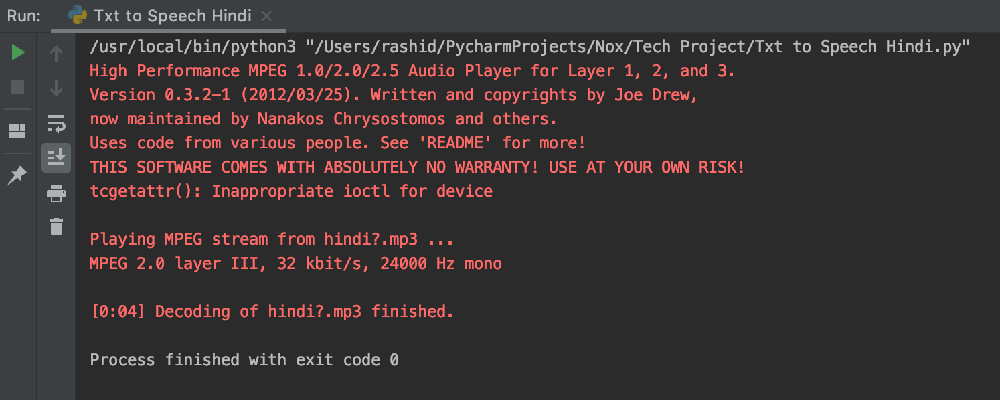 Run:
Txt to Speech Hindi
/usr/local/bin/python3 "/Users/rashid/PycharmProjects/Nox/Tech Project/Txt to Speech Hindi.py"
High Performance MPEG 1.0/2.0/2.5 Audio Player for Layer 1, 2, and 3.
Version 0.3.2-1 (2012/03/25). Written and copyrights by Joe Drew,
now maintained by Nanakos Chrysostomos and others.
Uses code from various people. See 'README' for more!
THIS SOFTWARE COMES WITH ABSOLUTELY NO WARRANTY! USE AT YOUR OWN RISK!
tcgetattr(): Inappropriate ioctl for device
Playing MPEG stream from hindi?.mp3 ...
MPEG 2.0 layer III, 32 kbit/s, 24000 Hz mono
[0:04] Decoding of hindi?.mp3 finished.
Process finished with exit code 0